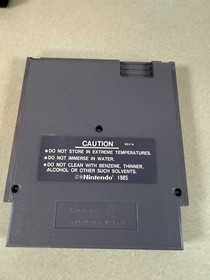 CAUTION
REV-A
•DO NOT STORE IN EXTREME TEMPERATURES.
•DO NOT IMMERSE IN WATER.
•DO NOT CLEAN WITH BENZENE, THINNER,
ALCOHOL OR OTHER SUCH SOLVENTS.
©®Nintendo 1985